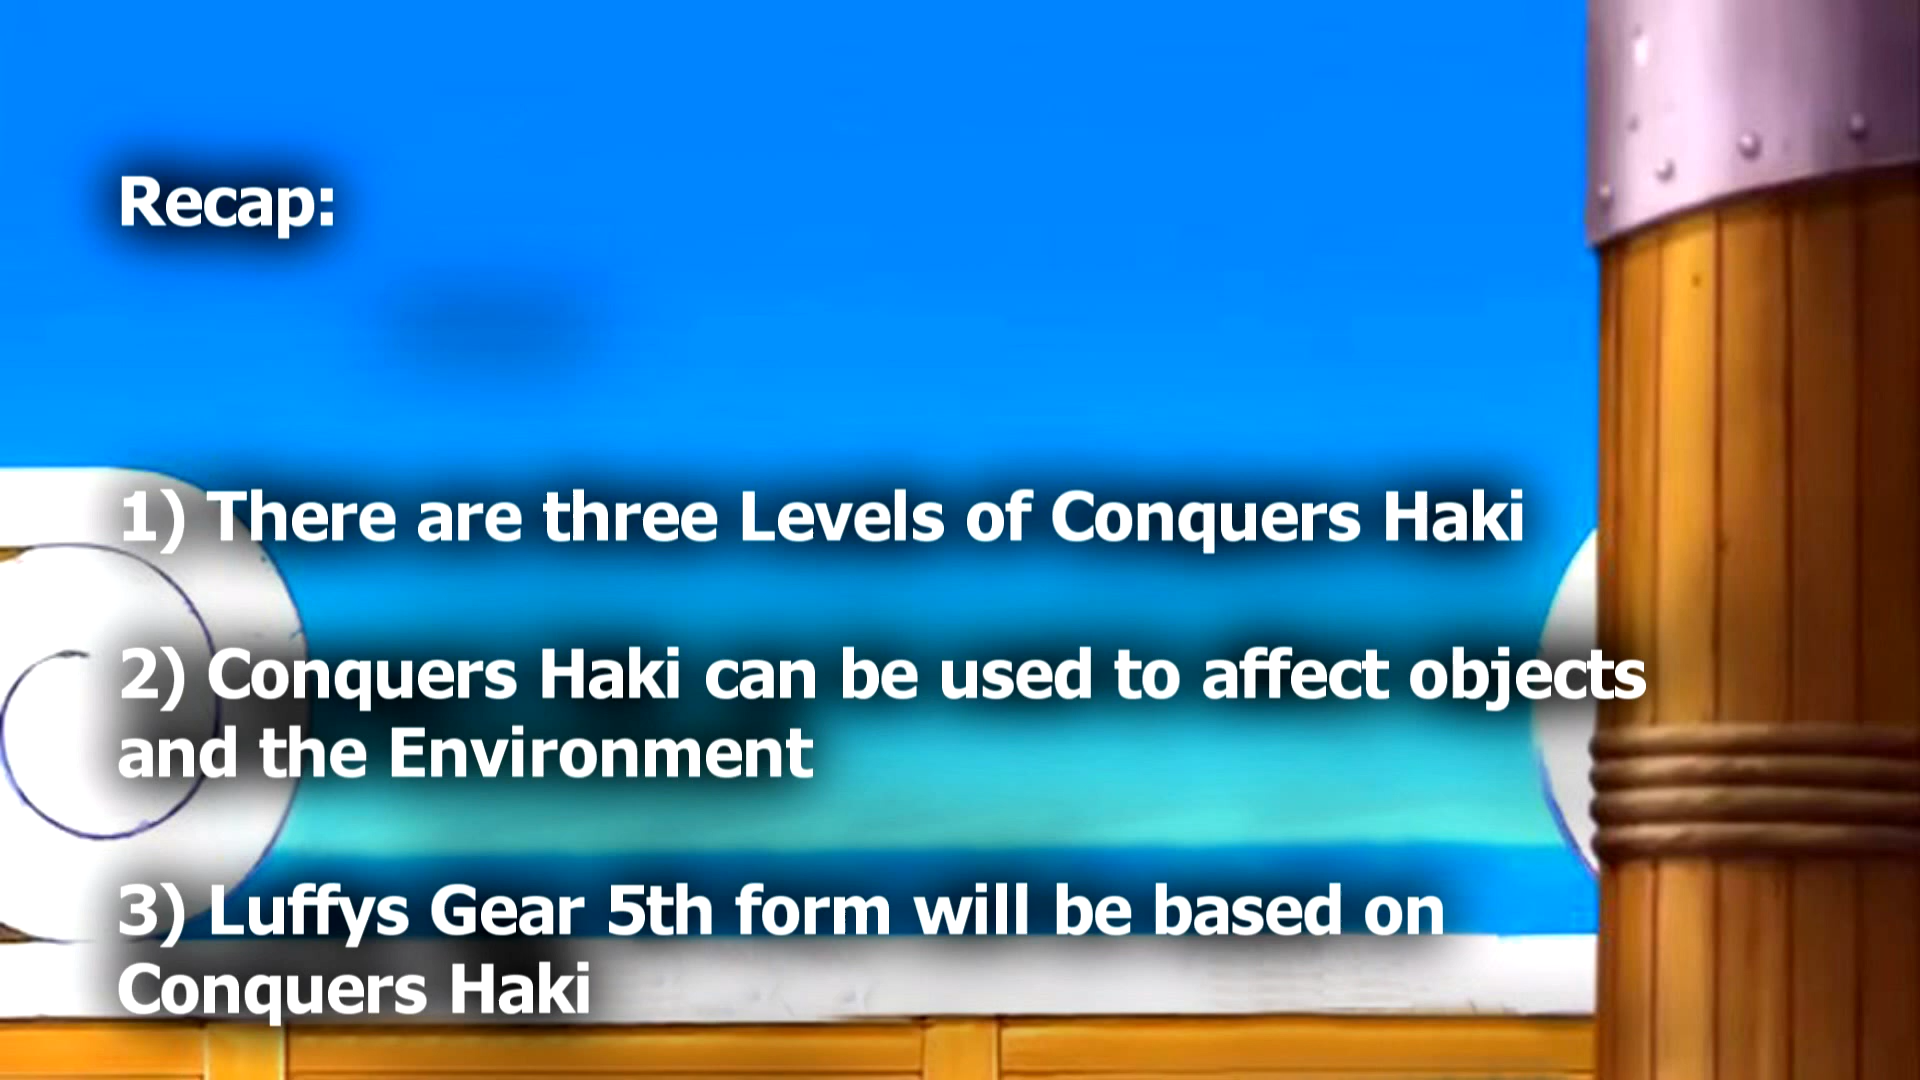 Recap:
1) There are three Levels of Conquers Haki
2) Conquers Haki can be used to affect objects
and the Environment
3) Luffys Gear 5th form will be based on
Conquers Haki